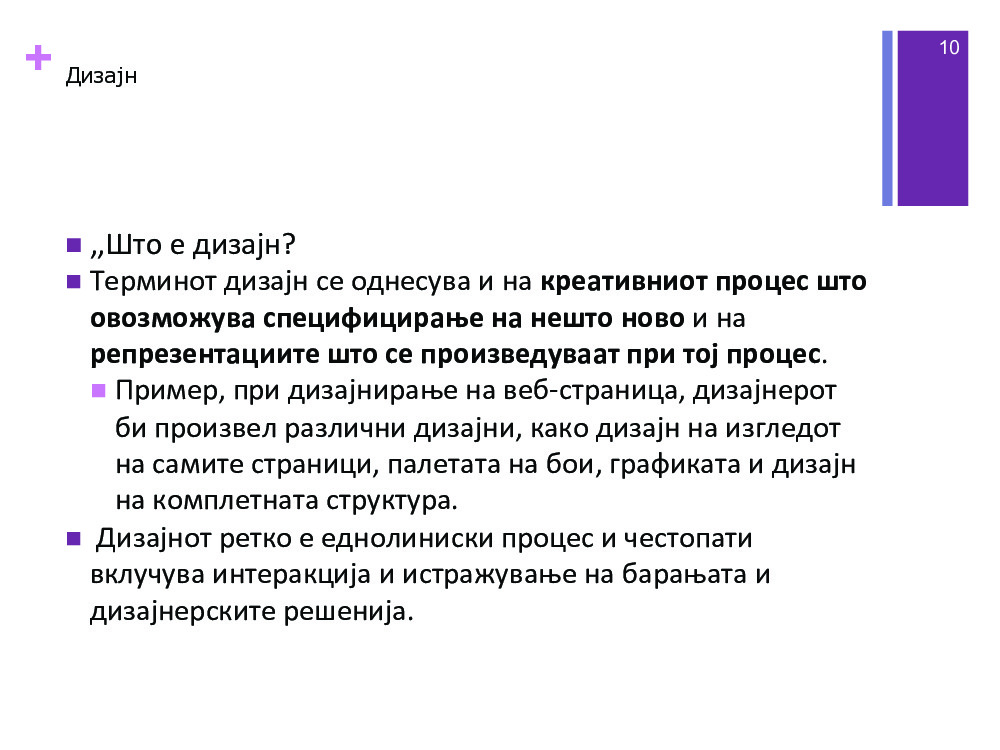 +
Дизајн
10
,,Што е дизајн?
Терминот дизајн се однесува и на креативниот процес што
овозможува специфицирање на нешто ново и на
репрезентациите што се произведуваат при тој процес.
Пример, при дизајнирање на веб-страница, дизајнерот
би произвел различни дизајни, како дизајн на изгледот
на самите страници, палетата на бои, графиката и дизајн
на комплетната структура.
Дизајнот ретко е еднолиниски процес и честопати
вклучува интеракција и истражување на барањата и
дизајнерските решенија.